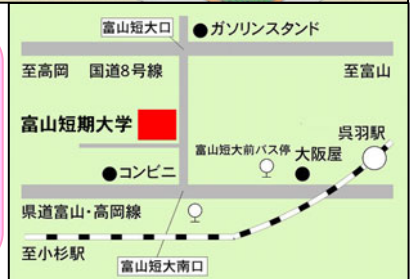 富山短大口
ガソリンスタンド
至高岡 国道8号線 至富山
富山短期大学
呉羽駅
富山短大前バス停
大阪屋
コンビニ
県道富山・高岡線
至小杉駅
富山短大南口